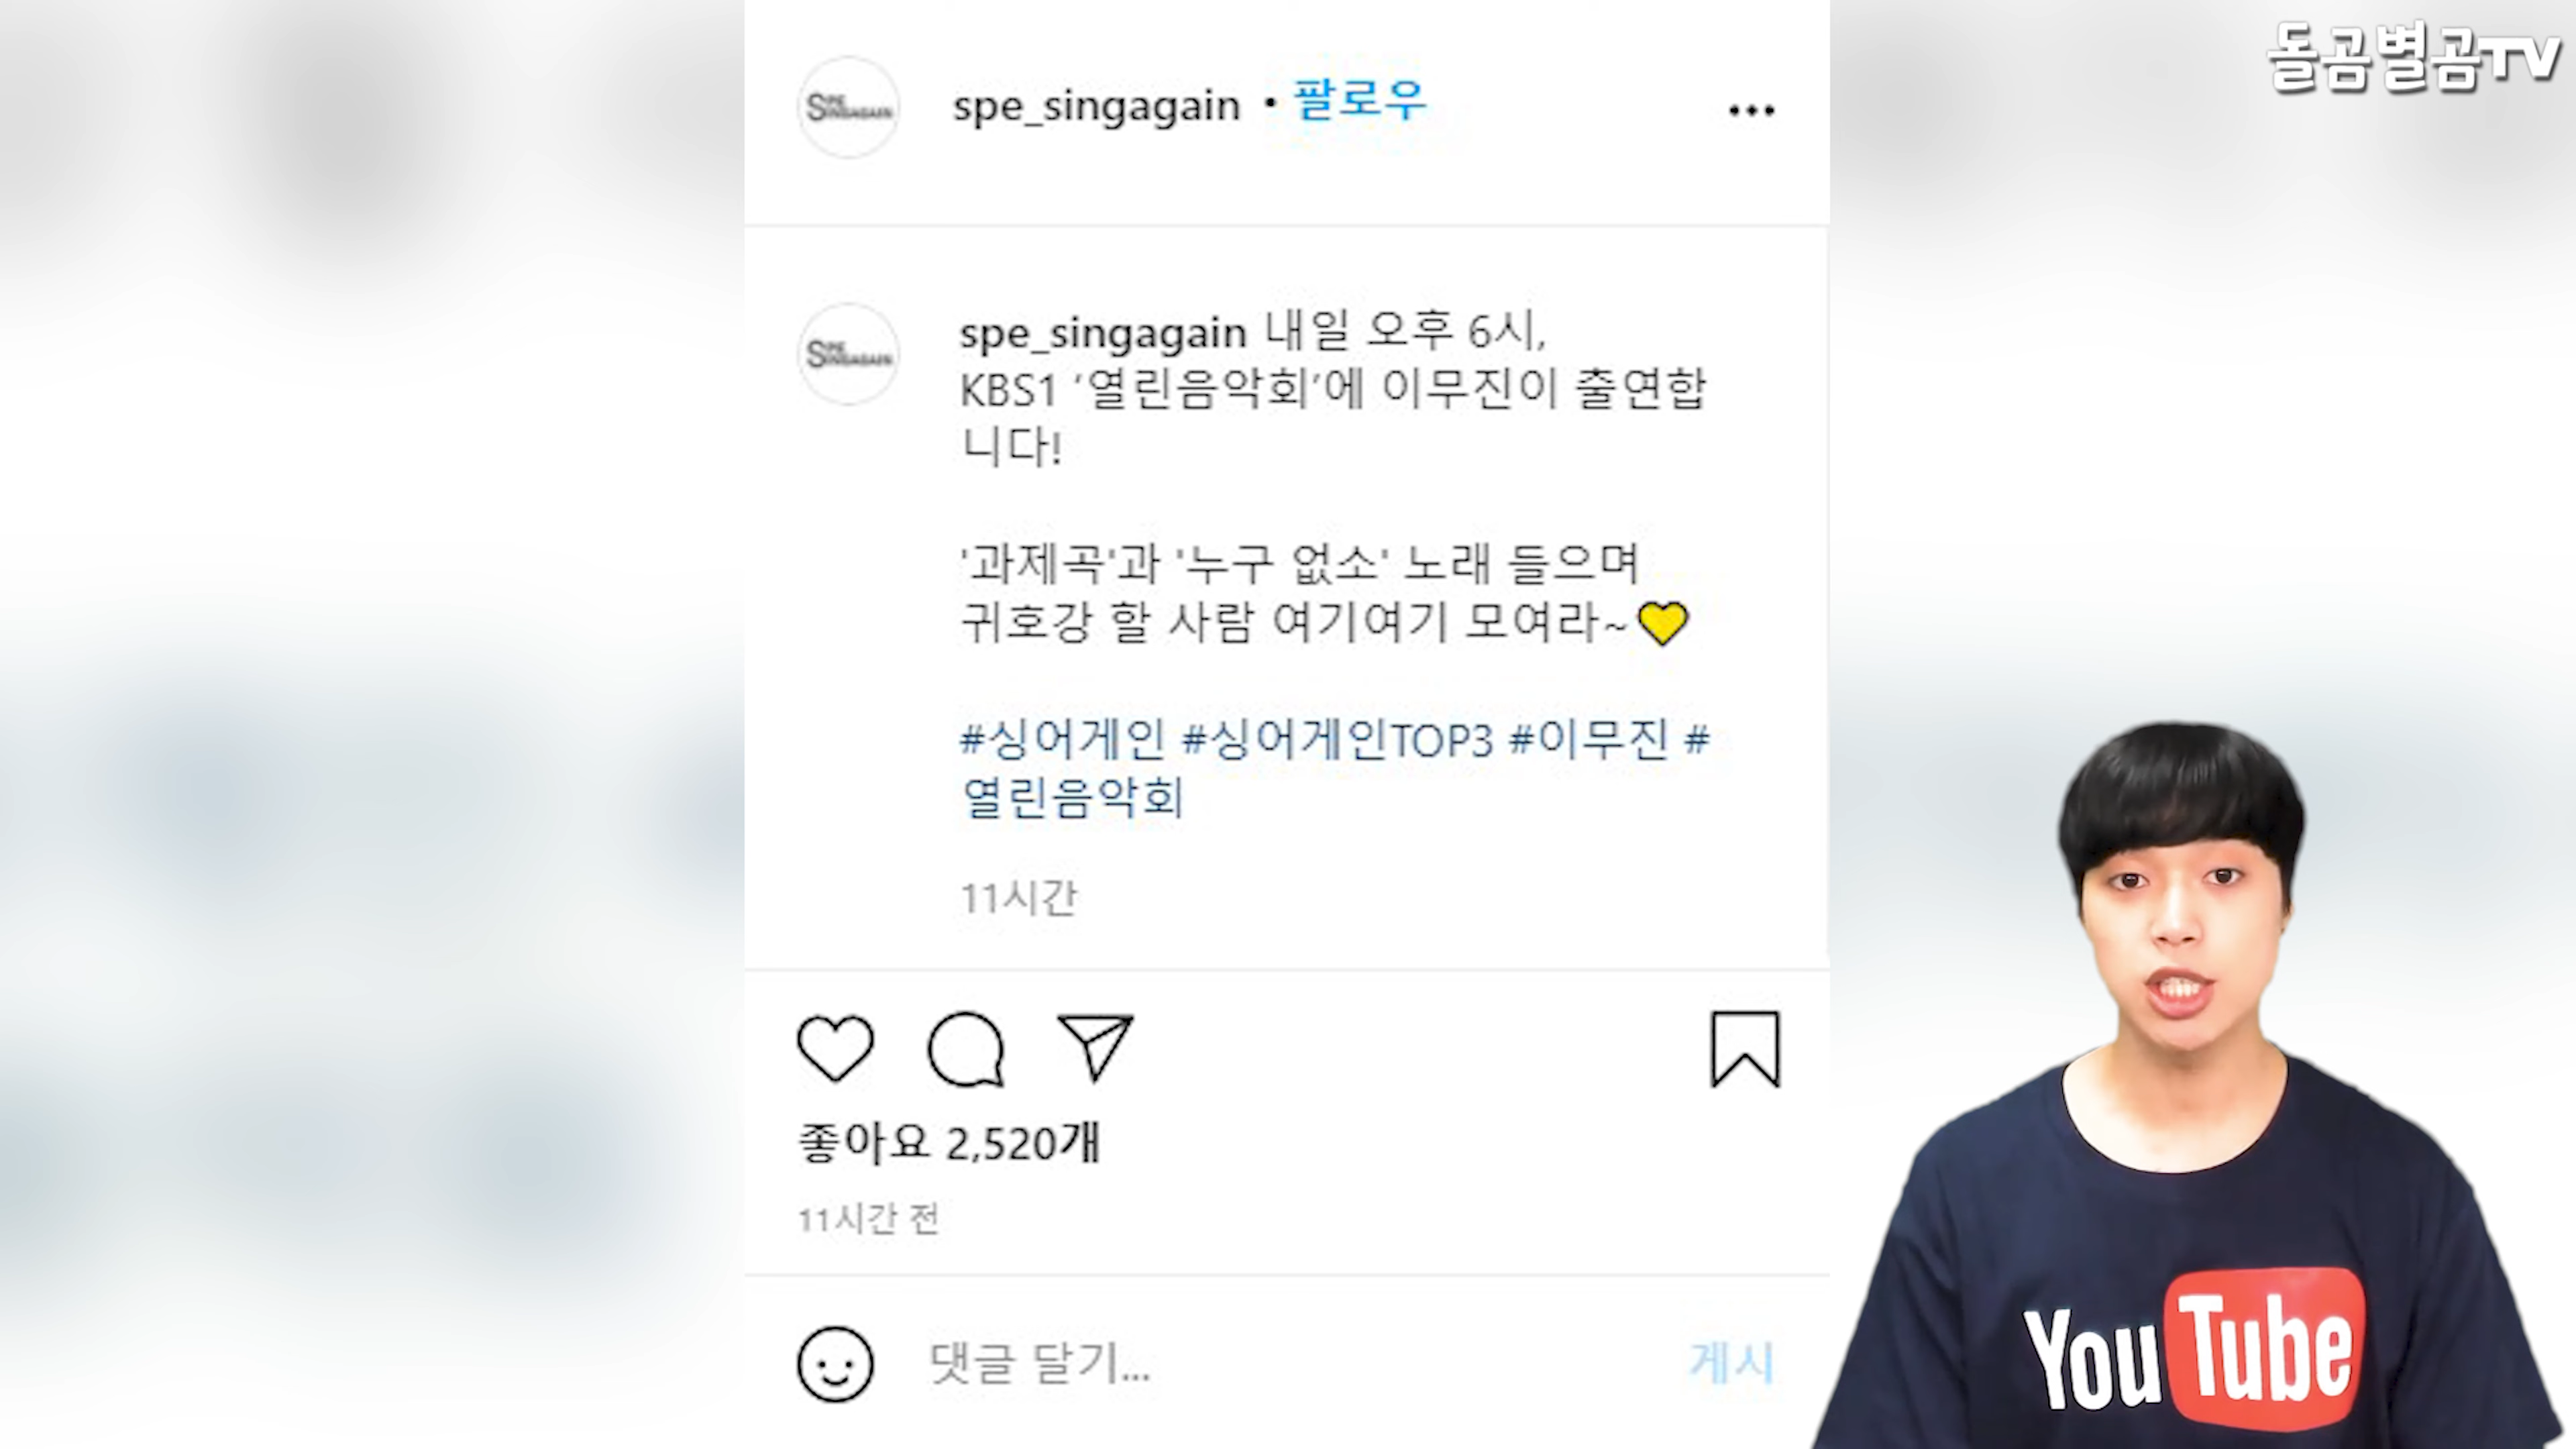 돌곰별곰TV
SPE SINGAGAIN
spe_singagain • 팔로우
SPE SINGAGAIN
spe_singagain 내일 오후 6시,
KBS1 ‘열린음악회’에 이무진이 출연합
니다!
'과제곡'과 '누구 없소' 노래 들으며
귀호강 할 사람 여기여기 모여라~💛
#싱어게인 #싱어게인TOP3 #이무진 #
열린음악회
11시간
좋아요 2,520개
11시간 전
댓글 달기...
게시
YouTube